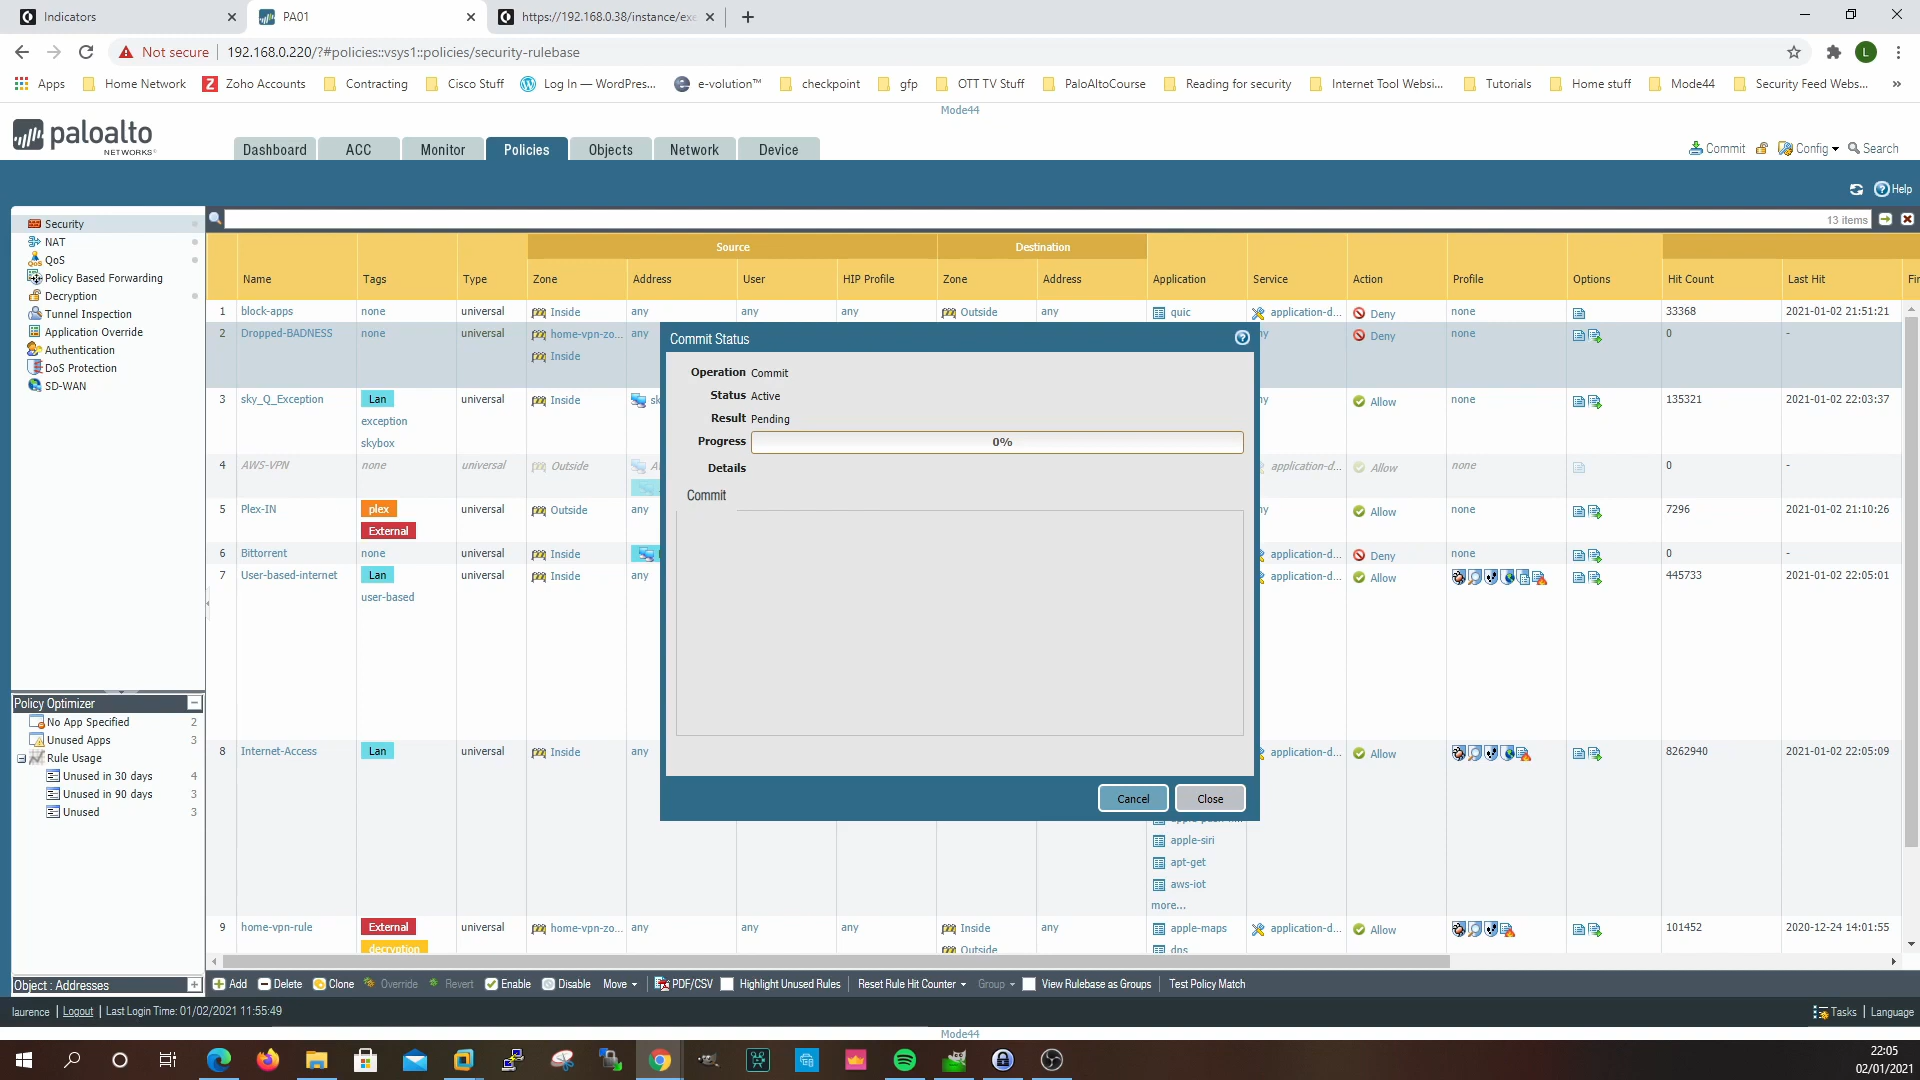 Indicators
PA01
https://192.168.0.38/instance/exe
Not secure
192.168.0.220/?#policies::vsys1::policies/security-rulebase
L
Apps
Home Network
Zoho Accounts
Contracting
Cisco Stuff
Log In — WordPres...
e-volution™
checkpoint
gfp
OTT TV Stuff
PaloAltoCourse
Reading for security
Internet Tool Websi...
Tutorials
Home stuff
Mode44
Security Feed Webs...
Mode44
paloalto
NETWORKS
Dashboard
ACC
Monitor
Policies
Objects
Network
Device
Commit
Config
Search
Help
Security
NAT
QoS
Policy Based Forwarding
Decryption
Tunnel Inspection
Application Override
Authentication
DoS Protection
SD-WAN
13 items
Source
Destination
Name
Tags
Type
Zone
Address
User
HIP Profile
Zone
Address
Application
Service
Action
Profile
Options
Hit Count
Last Hit
1 block-apps none universal Inside any any any Outside any quic application-d... Deny none 33368 2021-01-02 21:51:21
2 Dropped-BADNESS none universal home-vpn-zo... any Deny none 0 -
Inside
3 sky_Q_Exception Lan universal Inside Allow none 135321 2021-01-02 22:03:37
exception
skybox
4 AWS-VPN none universal Outside application-d... Allow none 0 -
5 Plex-IN plex universal Outside any Allow none 7296 2021-01-02 21:10:26
External
6 Bittorrent none universal Inside application-d... Deny none 0 -
7 User-based-internet Lan universal Inside any application-d... Allow 445733 2021-01-02 22:05:01
user-based
8 Internet-Access Lan universal Inside any application-d... Allow 8262940 2021-01-02 22:05:09
apple-siri
apt-get
aws-iot
more...
9 home-vpn-rule External universal home-vpn-zo... any any any Inside any apple-maps application-d... Allow 101452 2020-12-24 14:01:55
decryption Outside dns
Commit Status
Operation Commit
Status Active
Result Pending
Progress 0%
Details
Commit
Cancel
Close
Policy Optimizer
No App Specified 2
Unused Apps 3
Rule Usage
Unused in 30 days 4
Unused in 90 days 3
Unused 3
Object : Addresses
Add
Delete
Clone
Override
Revert
Enable
Disable
Move
PDF/CSV
Highlight Unused Rules
Reset Rule Hit Counter
Group
View Rulebase as Groups
Test Policy Match
laurence | Logout | Last Login Time: 01/02/2021 11:55:49
Tasks | Language
Mode44
22:05
02/01/2021